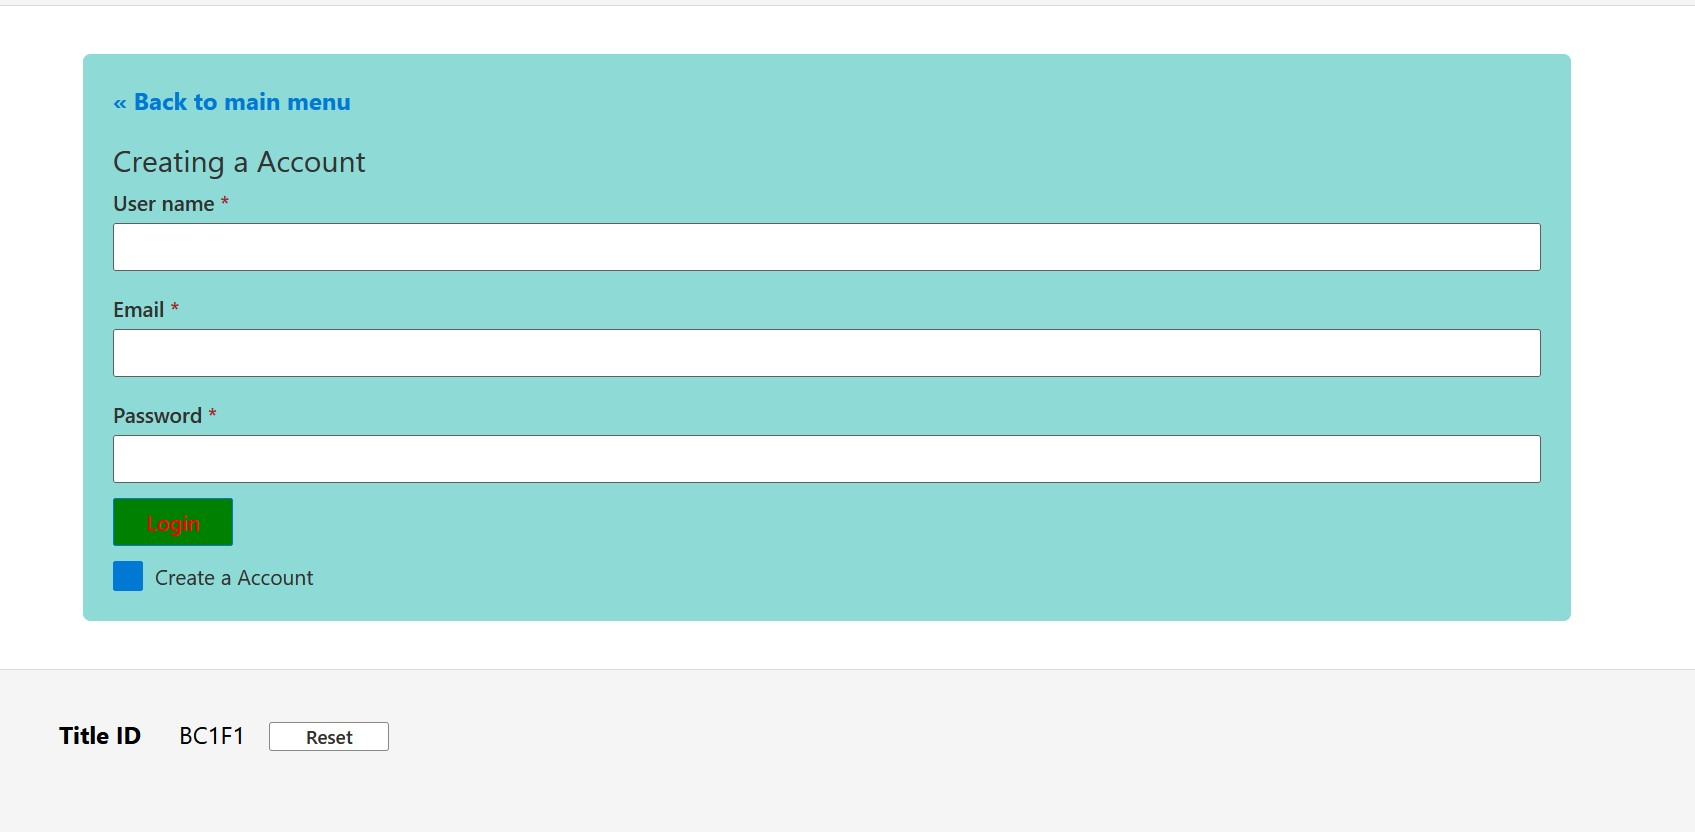 « Back to main menu
Creating a Account
User name *
Email *
Password *
Login
Create a Account
Title ID BC1F1 Reset